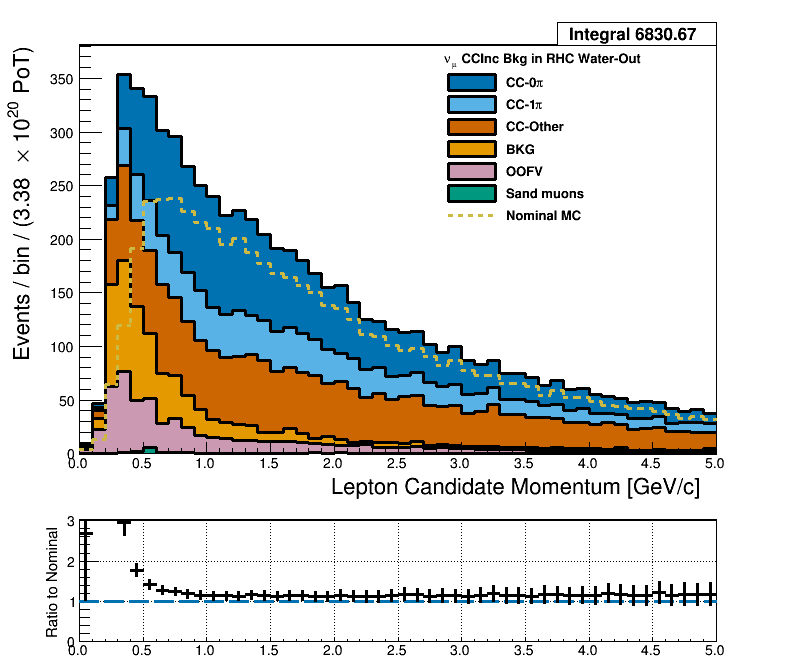 Integral 6830.67
ν_μ CCInc Bkg in RHC Water-Out
CC-0π
CC-1π
CC-Other
BKG
OOFV
Sand muons
Nominal MC
Events / bin / (3.38 × 10^20 PoT)
350
300
250
200
150
100
50
0
0.0 0.5 1.0 1.5 2.0 2.5 3.0 3.5 4.0 4.5 5.0
Lepton Candidate Momentum [GeV/c]
Ratio to Nominal
3
2
1
0
0.0 0.5 1.0 1.5 2.0 2.5 3.0 3.5 4.0 4.5 5.0